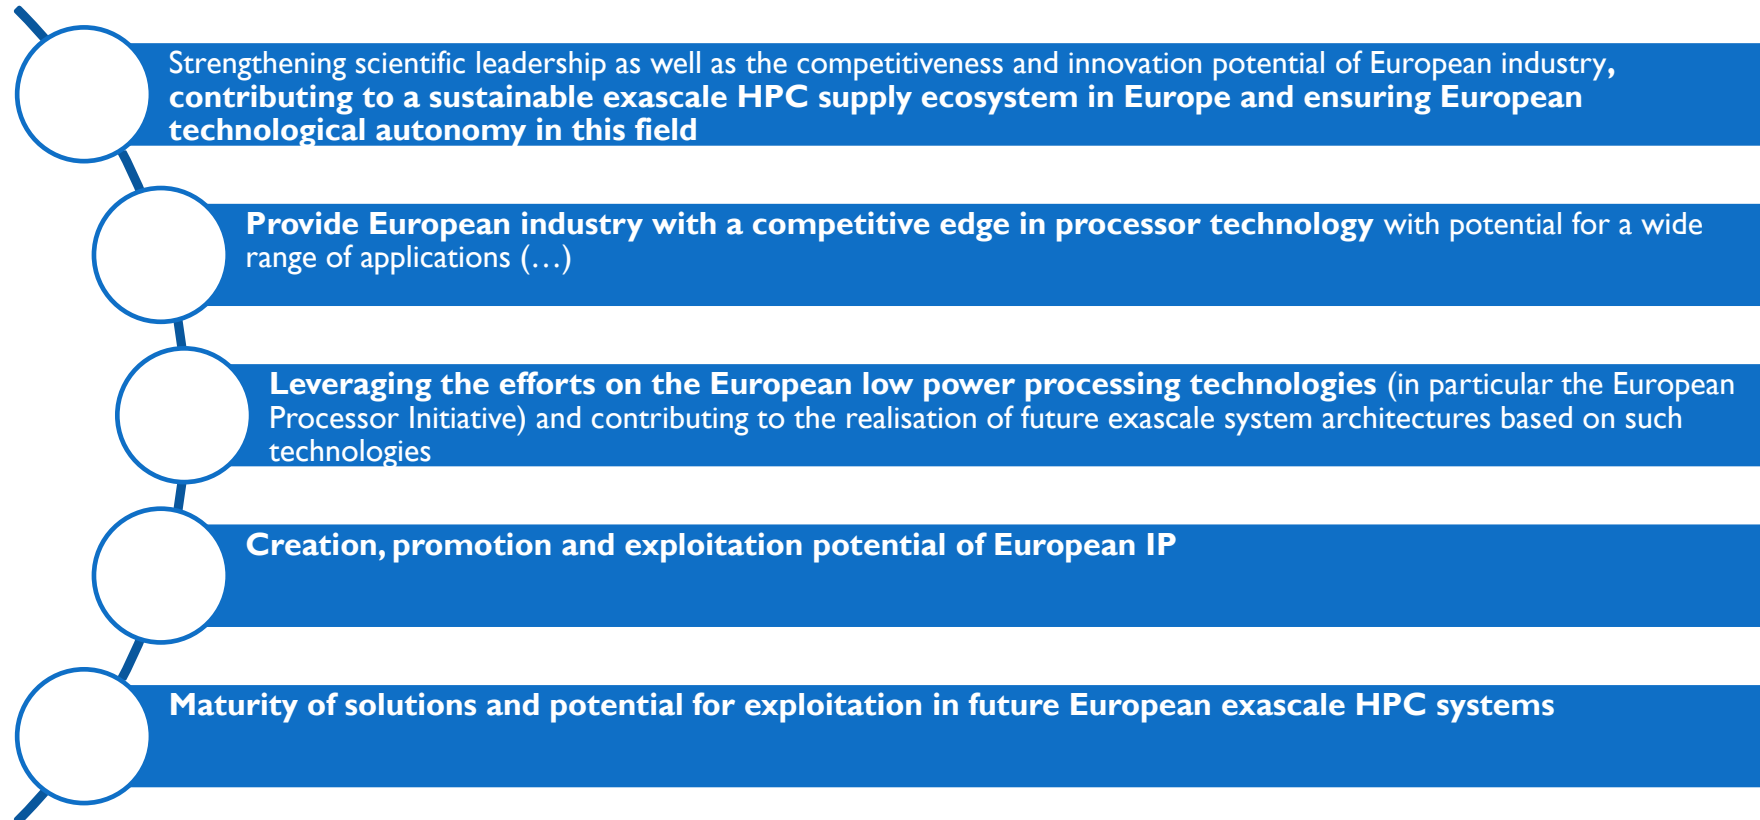 Strengthening scientific leadership as well as the competitiveness and innovation potential of European industry,
contributing to a sustainable exascale HPC supply ecosystem in Europe and ensuring European
technological autonomy in this field
Provide European industry with a competitive edge in processor technology with potential for a wide
range of applications (…)
Leveraging the efforts on the European low power processing technologies (in particular the European
Processor Initiative) and contributing to the realisation of future exascale system architectures based on such
technologies
Creation, promotion and exploitation potential of European IP
Maturity of solutions and potential for exploitation in future European exascale HPC systems